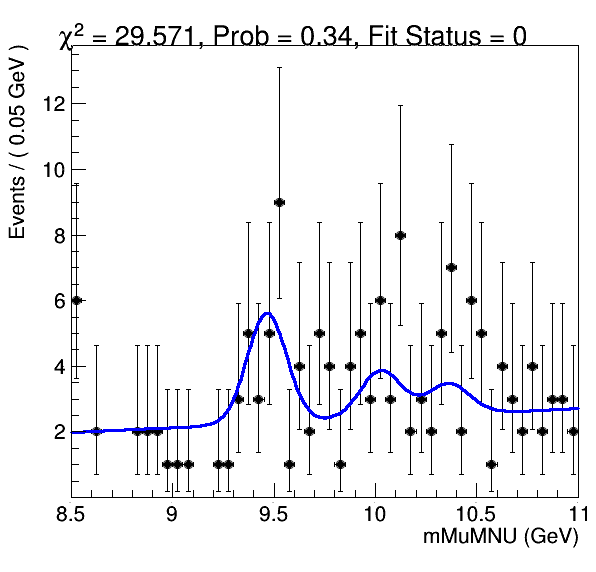 χ² = 29.571, Prob = 0.34, Fit Status = 0
Events / ( 0.05 GeV )
12
10
8
6
4
2
8.5 9 9.5 10 10.5 11
mMuMNU (GeV)